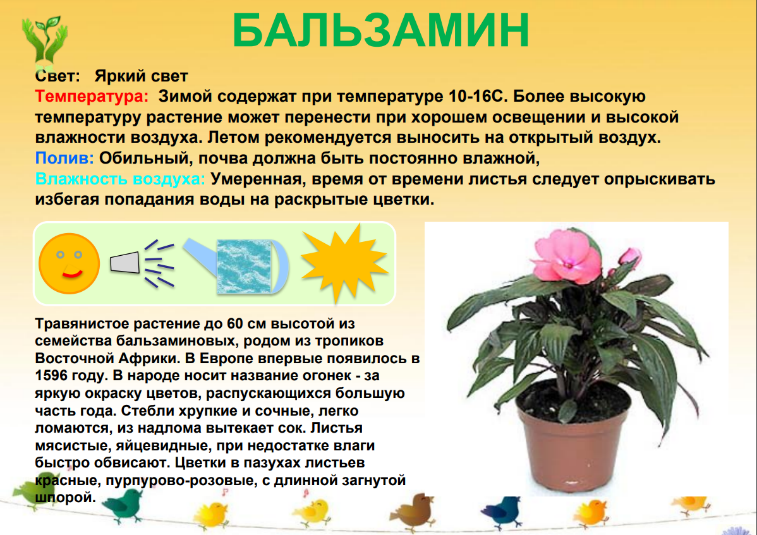 БАЛЬЗАМИН
Свет: Яркий свет
Температура: Зимой содержат при температуре 10-16С. Более высокую
температуру растение может перенести при хорошем освещении и высокой
влажности воздуха. Летом рекомендуется выносить на открытый воздух.
Полив: Обильный, почва должна быть постоянно влажной,
Влажность воздуха: Умеренная, время от времени листья следует опрыскивать
избегая попадания воды на раскрытые цветки.
Травянистое растение до 60 см высотой из
семейства бальзаминовых, родом из тропиков
Восточной Африки. В Европе впервые появилось в
1596 году. В народе носит название огонек - за
яркую окраску цветов, распускающихся большую
часть года. Стебли хрупкие и сочные, легко
ломаются, из надлома вытекает сок. Листья
мясистые, яйцевидные, при недостатке влаги
быстро обвисают. Цветки в пазухах листьев
красные, пурпурово-розовые, с длинной загнутой
шпорой.